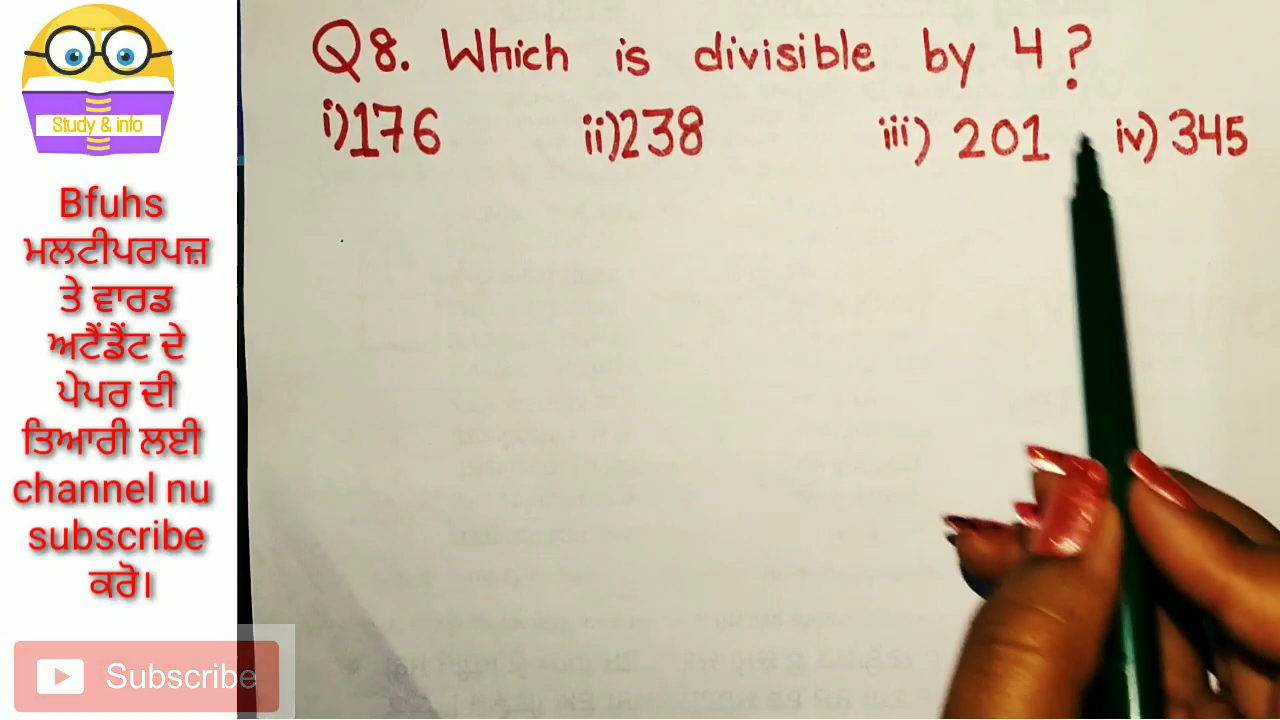 Q8. Which is divisible by 4?
i) 176 ii) 238 iii) 201 iv) 345
Study & info
Bfuhs
ਮਲਟੀਪਰਪਜ਼
ਤੇ ਵਾਰਡ
ਅਟੈਂਡੈਂਟ ਦੇ
ਪੇਪਰ ਦੀ
ਤਿਆਰੀ ਲਈ
channel nu
subscribe
ਕਰੋ।
Subscribe